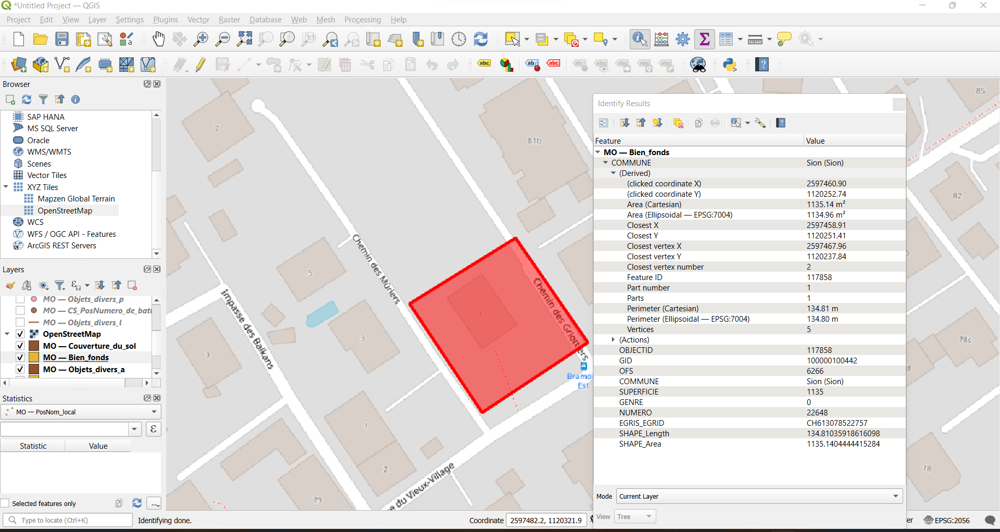 *Untitled Project — QGIS
Project Edit View Layer Settings Plugins Vector Raster Database Web Mesh Processing Help
Browser
SAP HANA
MS SQL Server
Oracle
WMS/WMTS
Scenes
Vector Tiles
XYZ Tiles
Mapzen Global Terrain
OpenStreetMap
WCS
WFS / OGC API - Features
ArcGIS REST Servers
Layers
MO — Objets_divers_p
MO — CS_PosNumero_de_bati
MO — Objets_divers_l
OpenStreetMap
MO — Couverture_du_sol
MO — Bien_fonds
MO — Objets_divers_a
Statistics
MO — PosNom_local
ε
Statistic Value
Selected features only
...
Type to locate (Ctrl+K)
Identifying done.
Coordinate 2597482.2, 1120321.9
er
EPSG:2056
7
81b
85
82
5
3
3
1
1
2
79
78c
78
Chemin des Mûriers
Chemin des Griottiers
Impasse des Balkans
e du Vieux-Village
Bramo
Est
Identify Results
Feature Value
MO — Bien_fonds
COMMUNE Sion (Sion)
(Derived)
(clicked coordinate X) 2597460.90
(clicked coordinate Y) 1120252.74
Area (Cartesian) 1135.14 m²
Area (Ellipsoidal — EPSG:7004) 1134.96 m²
Closest X 2597458.91
Closest Y 1120251.41
Closest vertex X 2597467.96
Closest vertex Y 1120237.84
Closest vertex number 2
Feature ID 117858
Part number 1
Parts 1
Perimeter (Cartesian) 134.81 m
Perimeter (Ellipsoidal — EPSG:7004) 134.80 m
Vertices 5
(Actions)
OBJECTID 117858
GID 100000100442
OFS 6266
COMMUNE Sion (Sion)
SUPERFICIE 1135
GENRE 0
NUMERO 22648
EGRIS_EGRID CH613078522757
SHAPE_Length 134.81035918616098
SHAPE_Area 1135.1404444415284
Mode Current Layer
View Tree